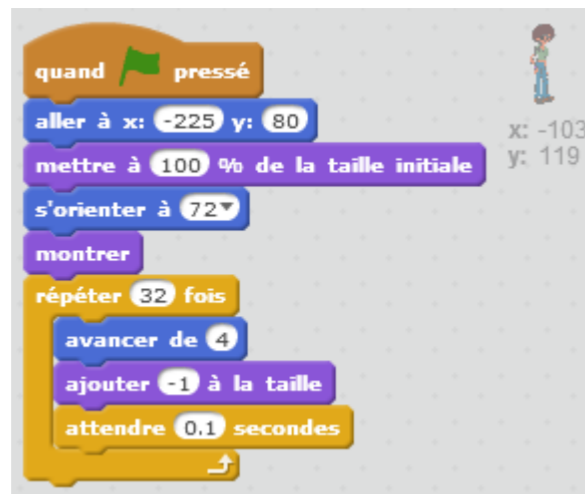 quand pressé
aller à x: -225 y: 80
mettre à 100 % de la taille initiale
s'orienter à 72
montrer
répéter 32 fois
avancer de 4
ajouter -1 à la taille
attendre 0.1 secondes
x: -103
y: 119